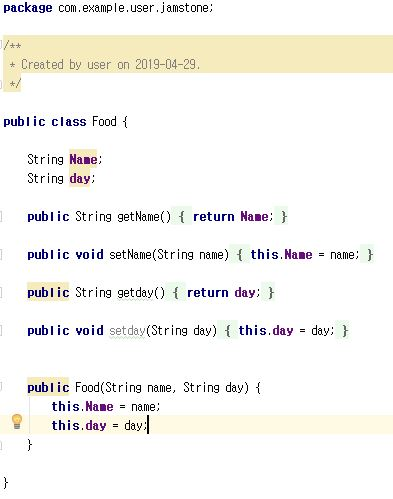 package com.example.user.jamstone;
/**
 * Created by user on 2019-04-29.
 */
public class Food {
String Name;
String day;
public String getName() { return Name; }
public void setName(String name) { this.Name = name; }
public String getday() { return day; }
public void setday(String day) { this.day = day; }
public Food(String name, String day) {
this.Name = name;
this.day = day;
}
}